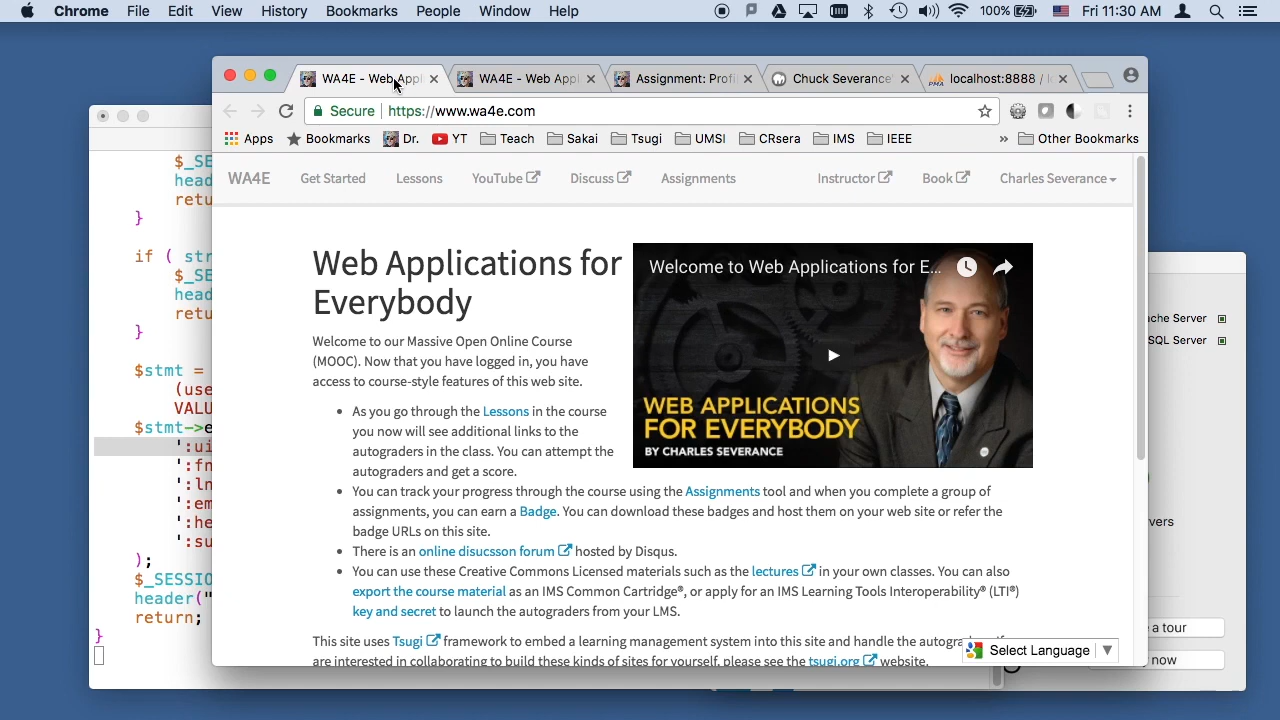 Chrome File Edit View History Bookmarks People Window Help 100% Fri 11:30 AM
WA4E - Web Appl WA4E - Web Appl Assignment: Profi Chuck Severance' localhost:8888 /
Secure https://www.wa4e.com
Apps Bookmarks Dr. YT Teach Sakai Tsugi UMSI CRsera IMS IEEE » Other Bookmarks
WA4E Get Started Lessons YouTube Discuss Assignments Instructor Book Charles Severance
Web Applications for
Everybody
Welcome to our Massive Open Online Course
(MOOC). Now that you have logged in, you have
access to course-style features of this web site.
• As you go through the Lessons in the course
you now will see additional links to the
autograders in the class. You can attempt the
autograders and get a score.
• You can track your progress through the course using the Assignments tool and when you complete a group of
assignments, you can earn a Badge. You can download these badges and host them on your web site or refer the
badge URLs on this site.
• There is an online disucsson forum hosted by Disqus.
• You can use these Creative Commons Licensed materials such as the lectures in your own classes. You can also
export the course material as an IMS Common Cartridge®, or apply for an IMS Learning Tools Interoperability® (LTI®)
key and secret to launch the autograders from your LMS.
This site uses Tsugi framework to embed a learning management system into this site and handle the autogra
are interested in collaborating to build these kinds of sites for yourself, please see the tsugi.org website.
Welcome to Web Applications for E...
WEB APPLICATIONS
FOR EVERYBODY
BY CHARLES SEVERANCE
Select Language ▼
$_SE
head
retu
}
if ( str
$_SE
head
retu
}
$stmt =
(use
VALU
$stmt->e
':ui
':fn
':ln
':em
':he
':su
);
$_SESSIO
header("
return;
}
che Server
SQL Server
vers
a tour
now